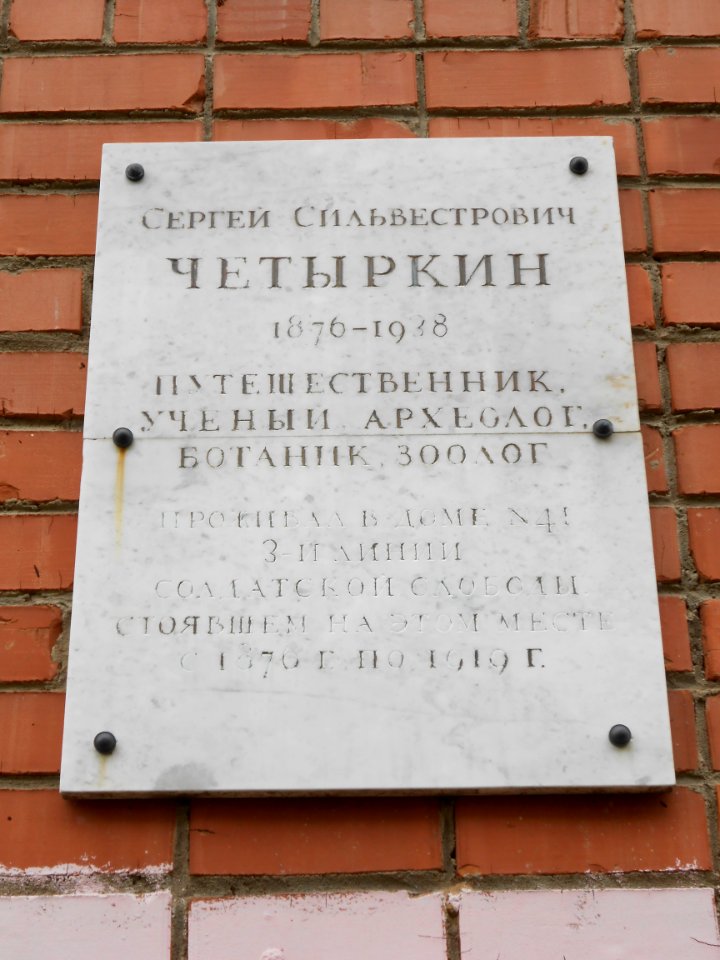 Сергей Сильвестрович
ЧЕТЫРКИН
1876-1938
ПУТЕШЕСТВЕННИК,
УЧЕНЫЙ, АРХЕОЛОГ,
БОТАНИК, ЗООЛОГ
ПРОЖИВАЛ В ДОМЕ
3-Й ЛИНИИ
СОЛДАТСКОЙ СЛОБОДЫ,
СТОЯВШЕМ НА ЭТОМ МЕСТЕ
С 1876 Г. ПО 1919 Г.